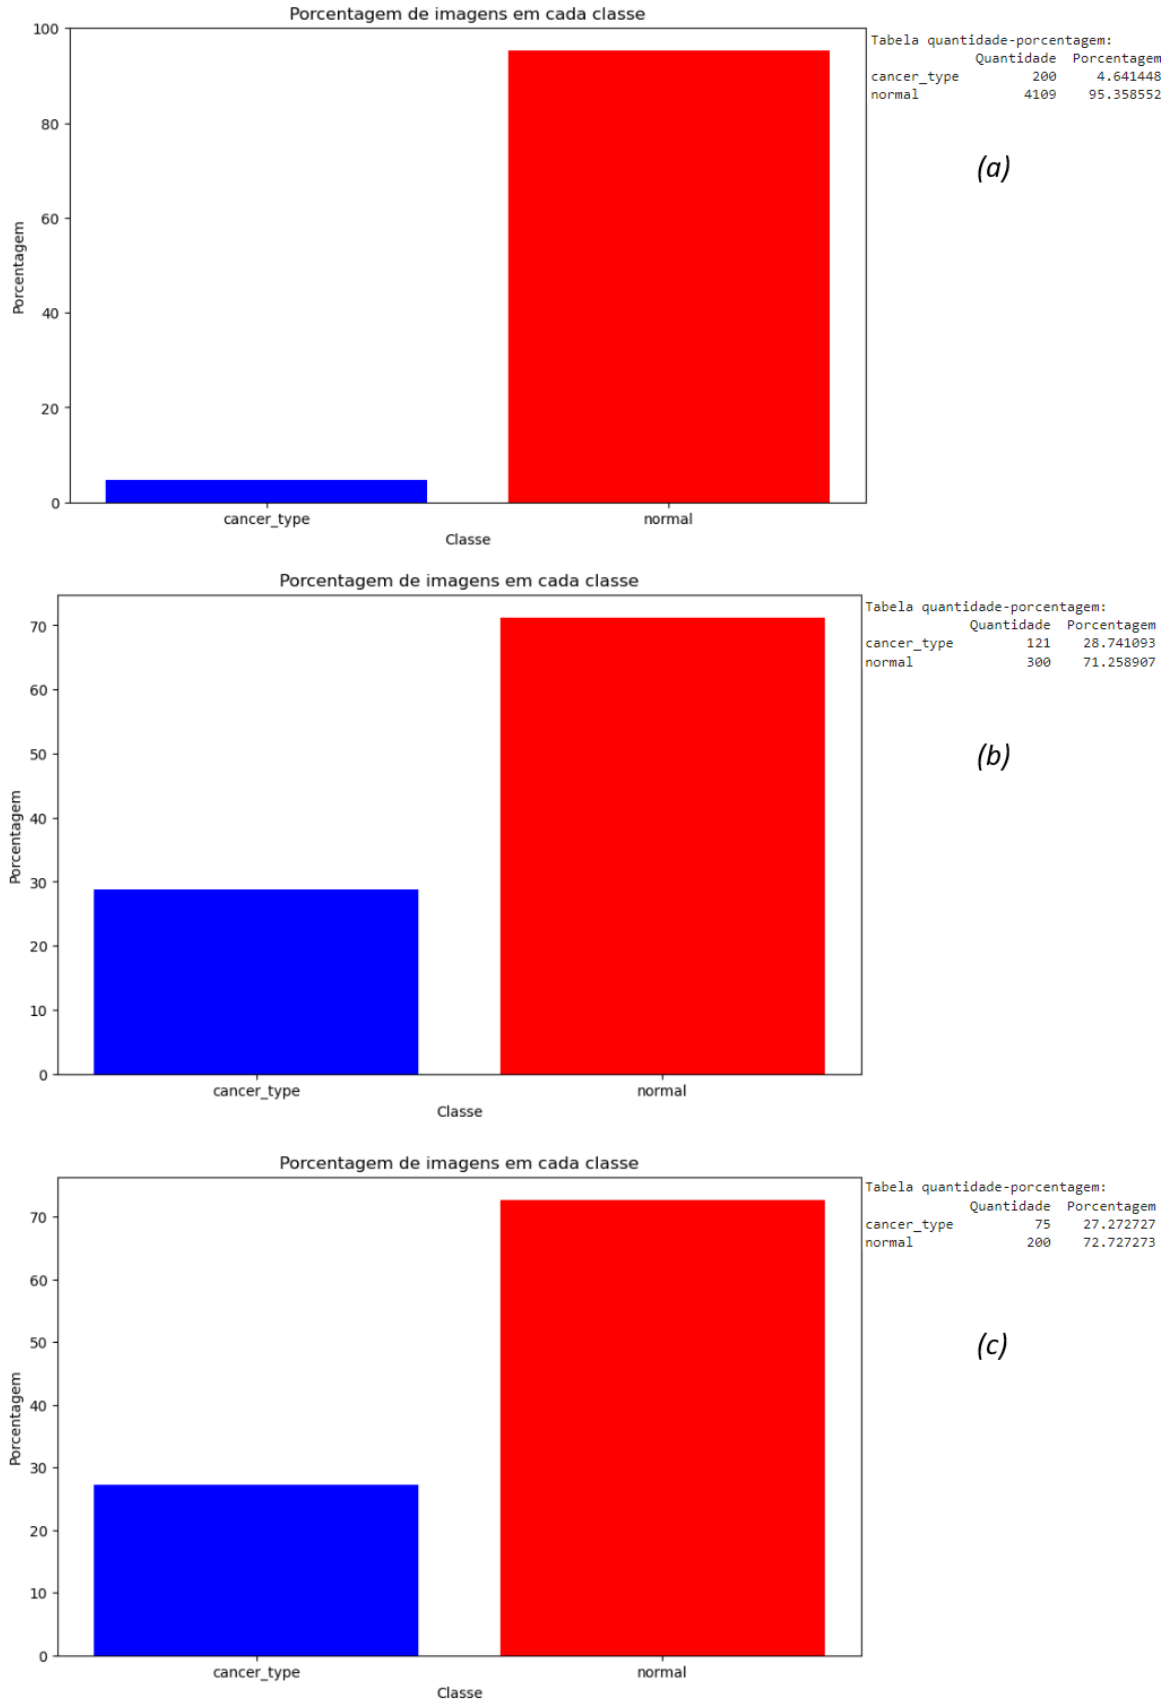 Porcentagem de imagens em cada classe
100
80
60
40
20
0
Porcentagem
cancer_type normal
Classe
Tabela quantidade-porcentagem:
Quantidade Porcentagem
cancer_type 200 4.641448
normal 4109 95.358552
(a)
Porcentagem de imagens em cada classe
70
60
50
40
30
20
10
0
Porcentagem
cancer_type normal
Classe
Tabela quantidade-porcentagem:
Quantidade Porcentagem
cancer_type 121 28.741093
normal 300 71.258907
(b)
Porcentagem de imagens em cada classe
70
60
50
40
30
20
10
0
Porcentagem
cancer_type normal
Classe
Tabela quantidade-porcentagem:
Quantidade Porcentagem
cancer_type 75 27.272727
normal 200 72.727273
(c)